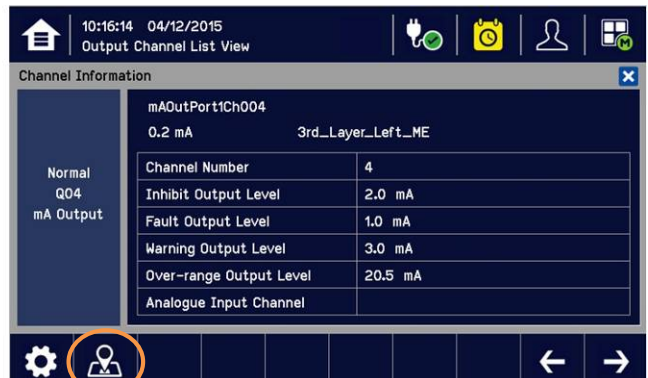 10:16:14 04/12/2015
Output Channel List View
M
Channel Information
mAOutPort1Ch004
0.2 mA 3rd_Layer_Left_ME
Normal
Q04
mA Output
Channel Number 4
Inhibit Output Level 2.0 mA
Fault Output Level 1.0 mA
Warning Output Level 3.0 mA
Over-range Output Level 20.5 mA
Analogue Input Channel